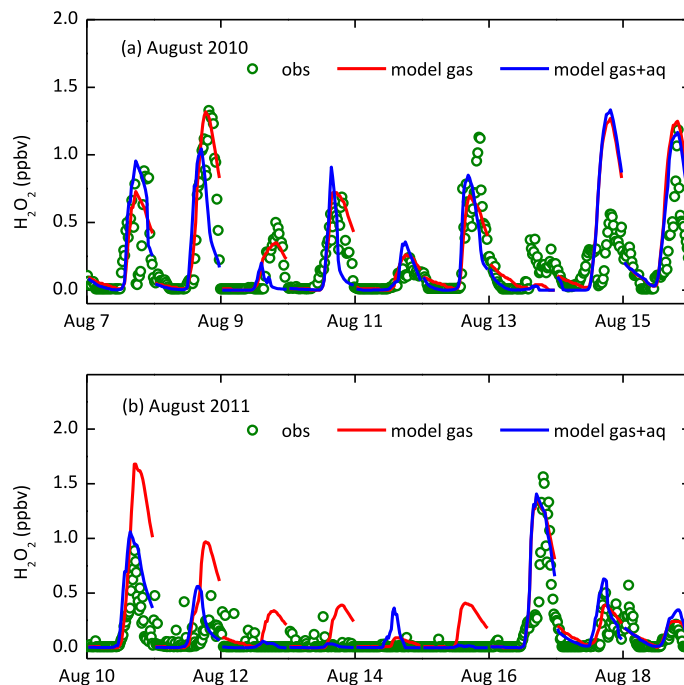 2.0
(a) August 2010
obs model gas model gas+aq
1.5
1.0
0.5
0.0
H₂O₂ (ppbv)
Aug 7 Aug 9 Aug 11 Aug 13 Aug 15
(b) August 2011
2.0
obs model gas model gas+aq
1.5
1.0
0.5
0.0
H₂O₂ (ppbv)
Aug 10 Aug 12 Aug 14 Aug 16 Aug 18